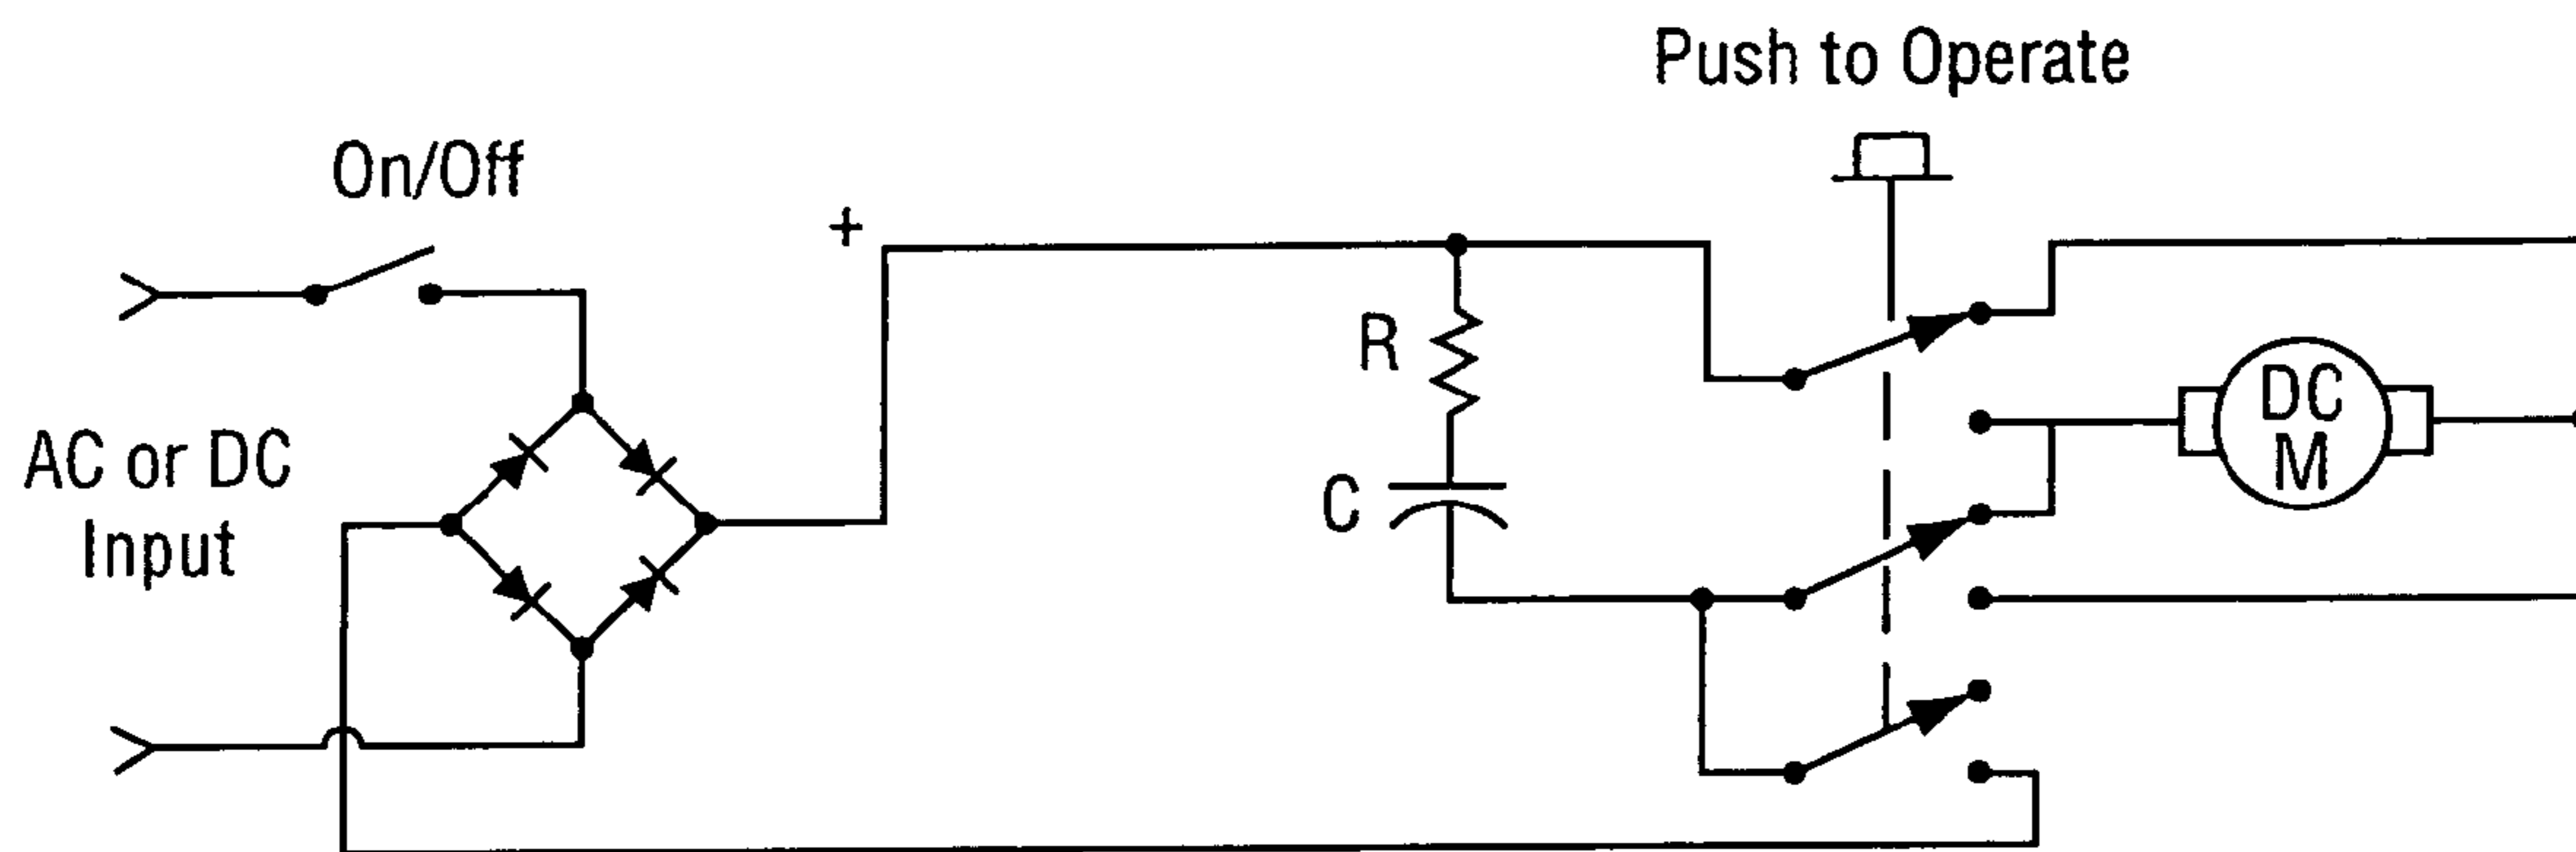 Push to Operate
On/Off
+
R
AC or DC
Input
DC
M
C